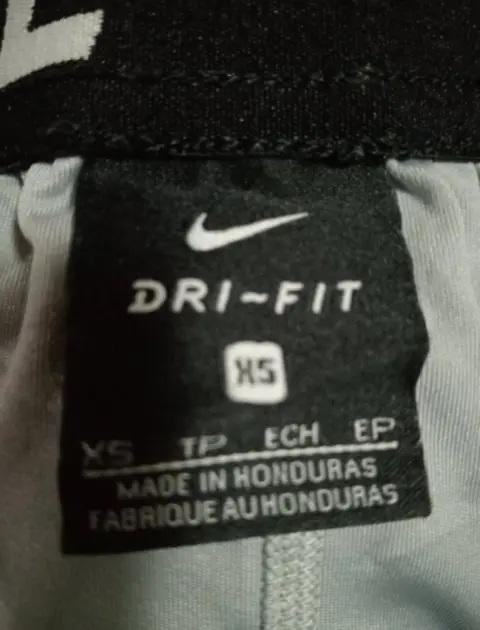 DRI-FIT
XS
XS TP ECH EP
MADE IN HONDURAS
FABRIQUE AU HONDURAS